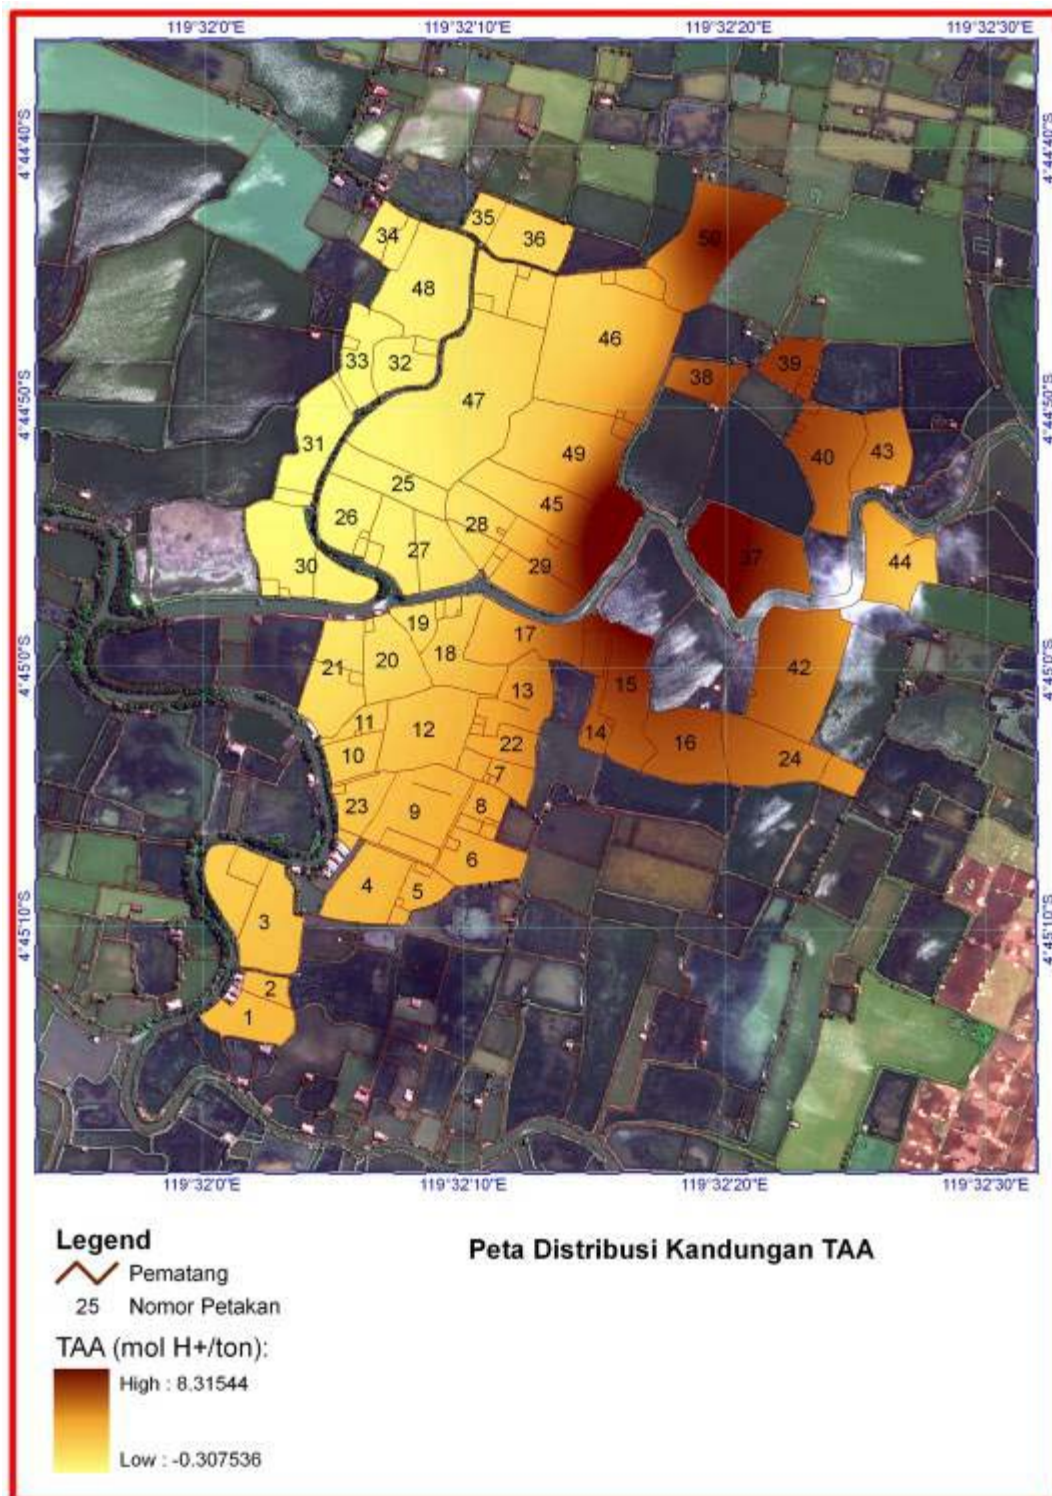 119°32'0"E 119°32'10"E 119°32'20"E 119°32'30"E
4°44'40"S 4°44'40"S
35
34 36 50
48
46
33 32 39
38
47
4°44'50"S 4°44'50"S
31 49 40 43
25
45
26 28
27 37
30 29 44
19
17
18
20
21 42
4°45'0"S 4°45'0"S
13 15
11
12 14
10 22 16
24
7
23 9 8
6
4 5
3
4°45'10"S 4°45'10"S
2
1
119°32'0"E 119°32'10"E 119°32'20"E 119°32'30"E
Legend
Peta Distribusi Kandungan TAA
Pematang
25 Nomor Petakan
TAA (mol H+/ton):
High : 8.31544
Low : -0.307536